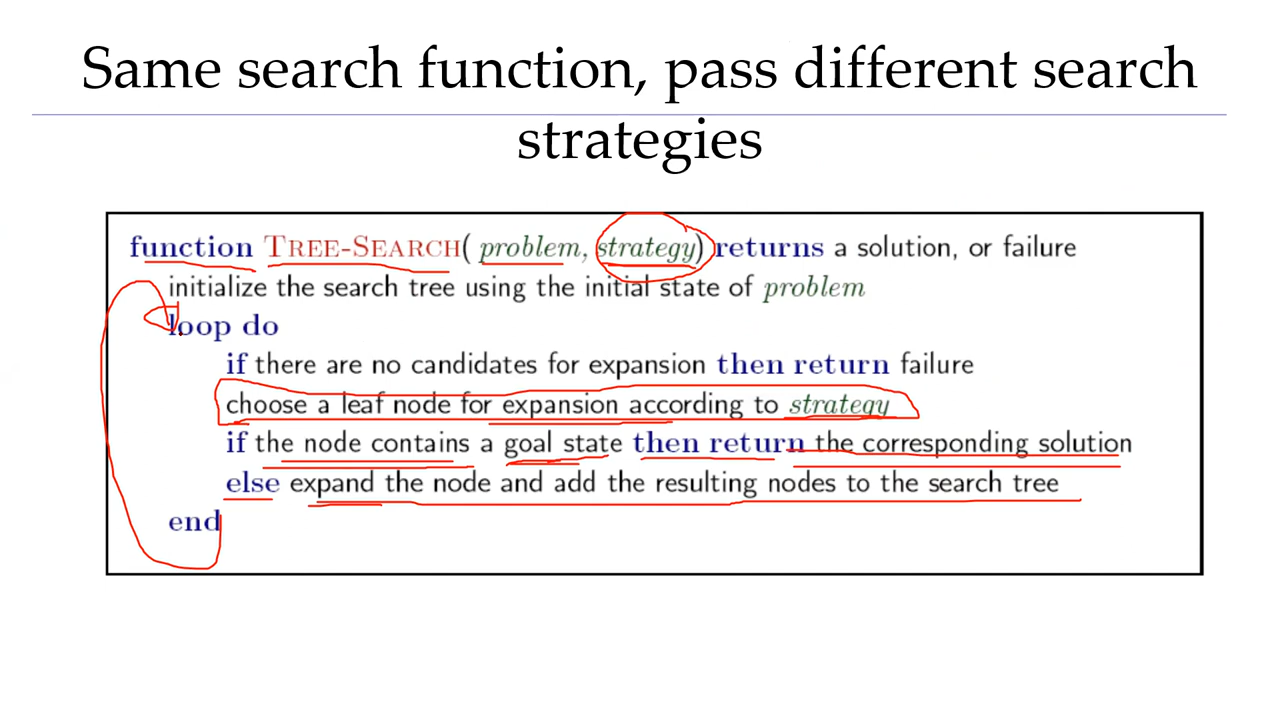 Same search function, pass different search
strategies
function TREE-SEARCH( problem, strategy) returns a solution, or failure
initialize the search tree using the initial state of problem
loop do
if there are no candidates for expansion then return failure
choose a leaf node for expansion according to strategy
if the node contains a goal state then return the corresponding solution
else expand the node and add the resulting nodes to the search tree
end